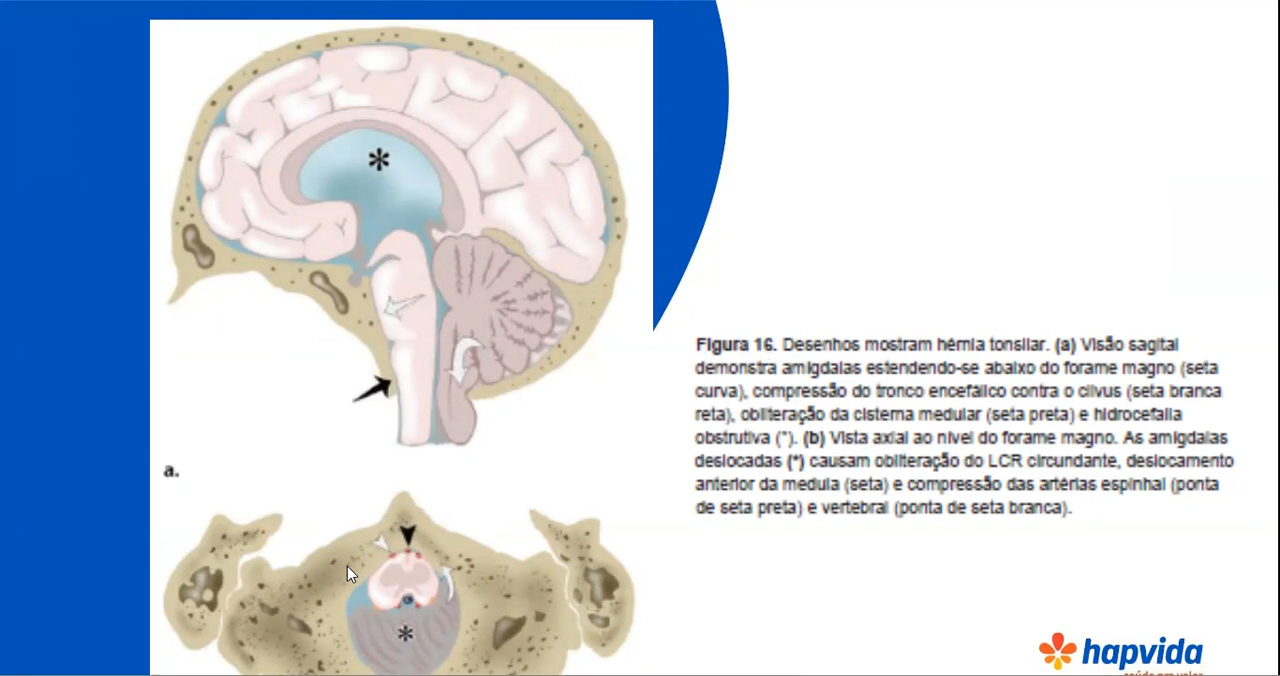 a.
Figura 16. Desenhos mostram hérnia tonsilar. (a) Visão sagital
demonstra amígdalas estendendo-se abaixo do forame magno (seta
curva), compressão do tronco encefálico contra o clivus (seta branca
reta), obliteração da cisterna medular (seta preta) e hidrocefalia
obstrutiva (*). (b) Vista axial ao nível do forame magno. As amígdalas
deslocadas (*) causam obliteração do LCR circundante, deslocamento
anterior da medula (seta) e compressão das artérias espinhal (ponta
de seta preta) e vertebral (ponta de seta branca).
hapvida